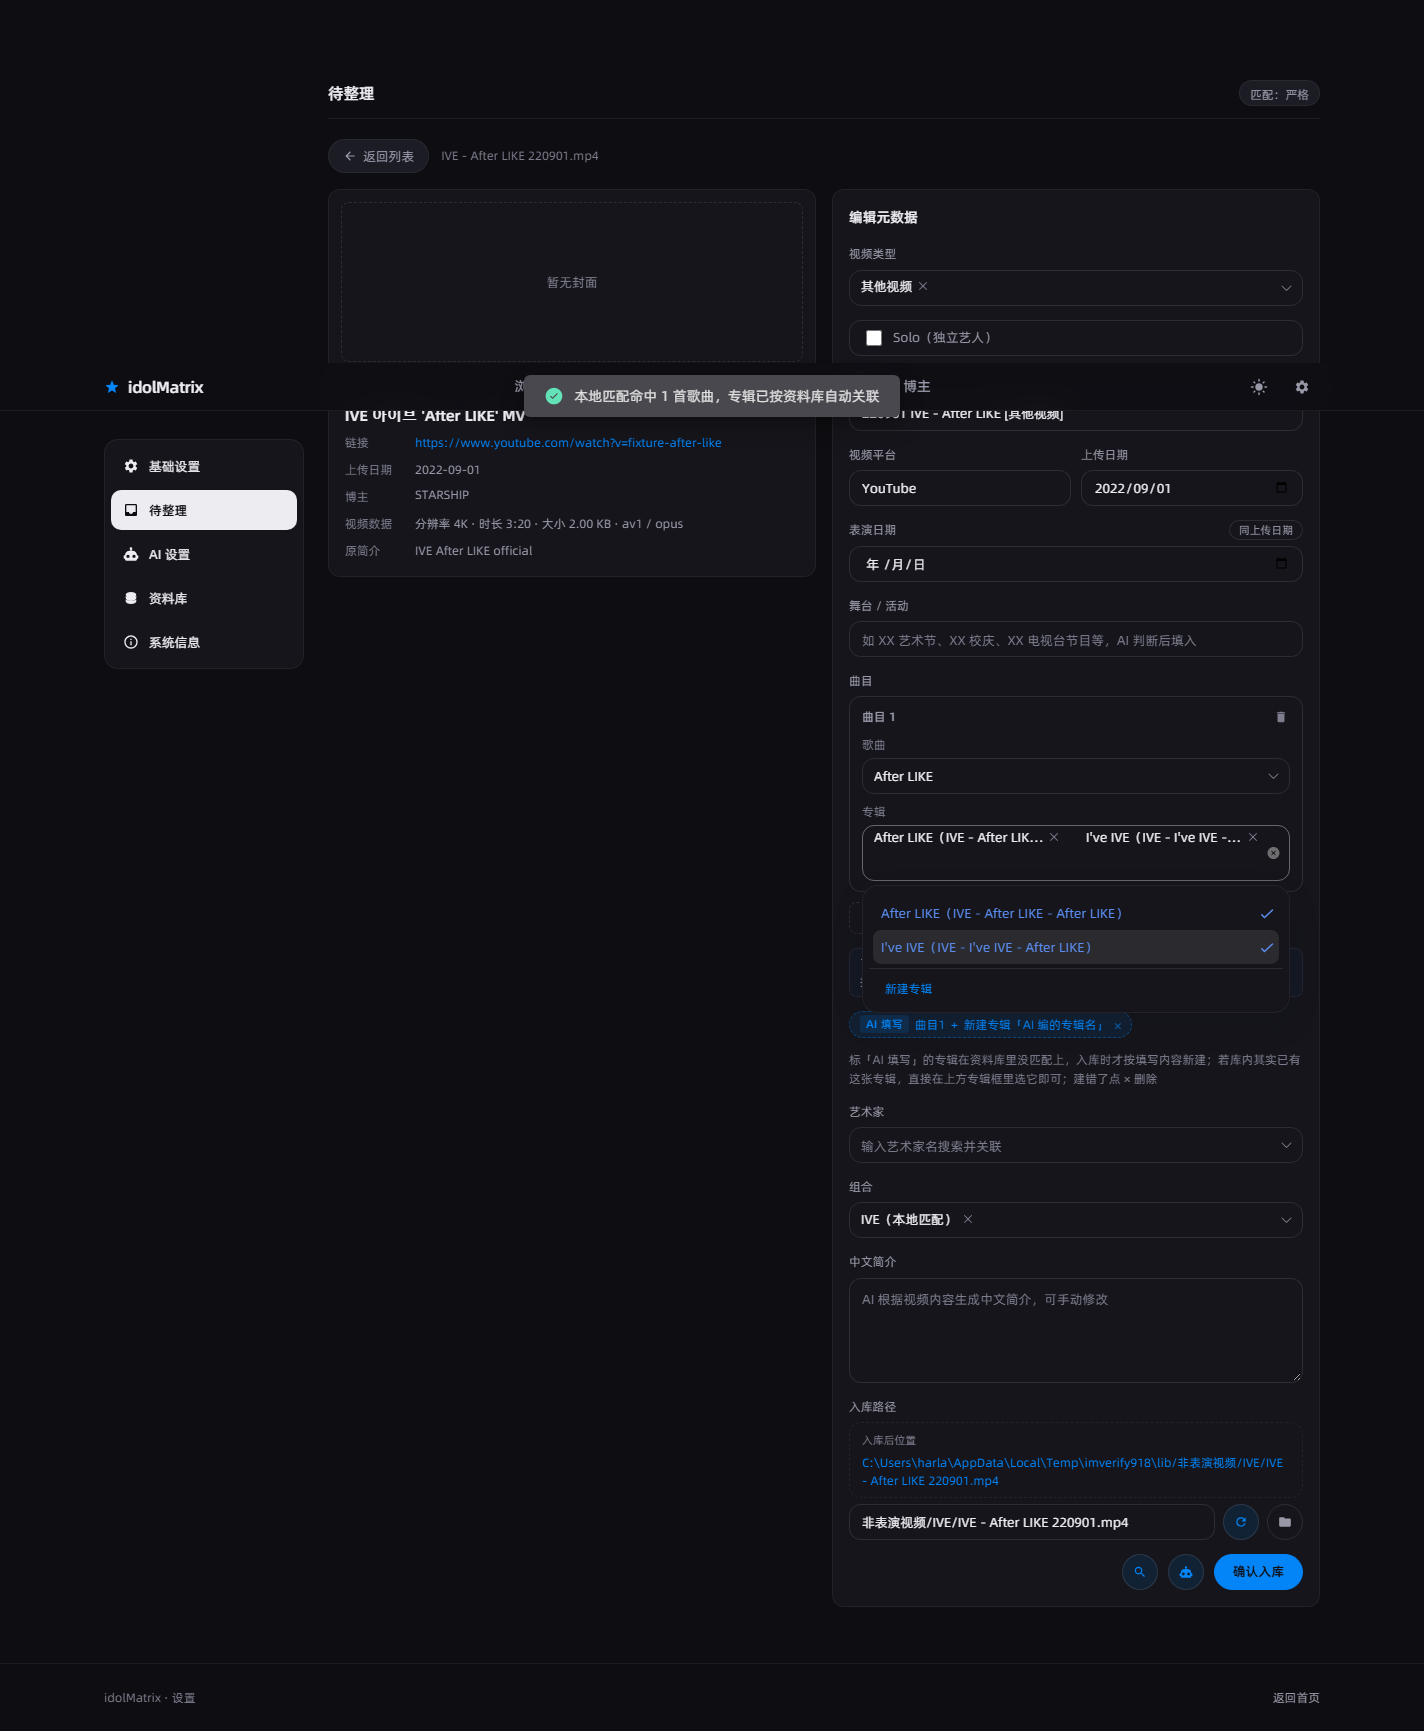 待整理
匹配：严格
返回列表
IVE - After LIKE 220901.mp4
暂无封面
编辑元数据
视频类型
其他视频
Solo（独立艺人）
idolMatrix
本地匹配命中 1 首歌曲，专辑已按资料库自动关联
博主
IVE 아이브 'After LIKE' MV
链接
https://www.youtube.com/watch?v=fixture-after-like
上传日期
2022-09-01
博主
STARSHIP
视频数据
分辨率 4K · 时长 3:20 · 大小 2.00 KB · av1 / opus
原简介
IVE After LIKE official
基础设置
待整理
AI 设置
资料库
系统信息
220901 IVE - After LIKE [其他视频]
视频平台
上传日期
YouTube
2022/09/01
表演日期
同上传日期
年 /月/日
舞台 / 活动
如 XX 艺术节、XX 校庆、XX 电视台节目等，AI 判断后填入
曲目
曲目 1
歌曲
After LIKE
专辑
After LIKE（IVE - After LIK...
I've IVE（IVE - I've IVE -...
After LIKE（IVE - After LIKE - After LIKE）
I've IVE（IVE - I've IVE - After LIKE）
新建专辑
AI 填写 曲目1 + 新建专辑「AI 编的专辑名」 ×
标「AI 填写」的专辑在资料库里没匹配上，入库时才按填写内容新建；若库内其实已有
这张专辑，直接在上方专辑框里选它即可；建错了点 × 删除
艺术家
输入艺术家名搜索并关联
组合
IVE（本地匹配）
中文简介
AI 根据视频内容生成中文简介，可手动修改
入库路径
入库后位置
C:\Users\harla\AppData\Local\Temp\imverify918\lib/非表演视频/IVE/IVE
- After LIKE 220901.mp4
非表演视频/IVE/IVE - After LIKE 220901.mp4
确认入库
idolMatrix · 设置
返回首页